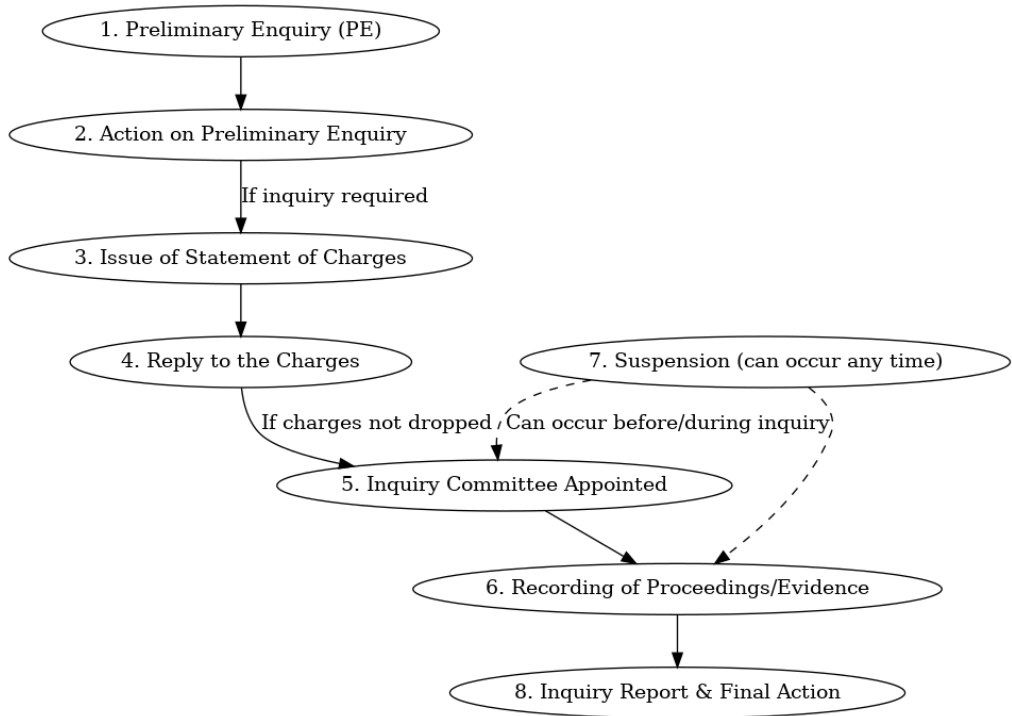 1. Preliminary Enquiry (PE)
2. Action on Preliminary Enquiry
If inquiry required
3. Issue of Statement of Charges
4. Reply to the Charges
7. Suspension (can occur any time)
If charges not dropped
Can occur before/during inquiry
5. Inquiry Committee Appointed
6. Recording of Proceedings/Evidence
8. Inquiry Report & Final Action